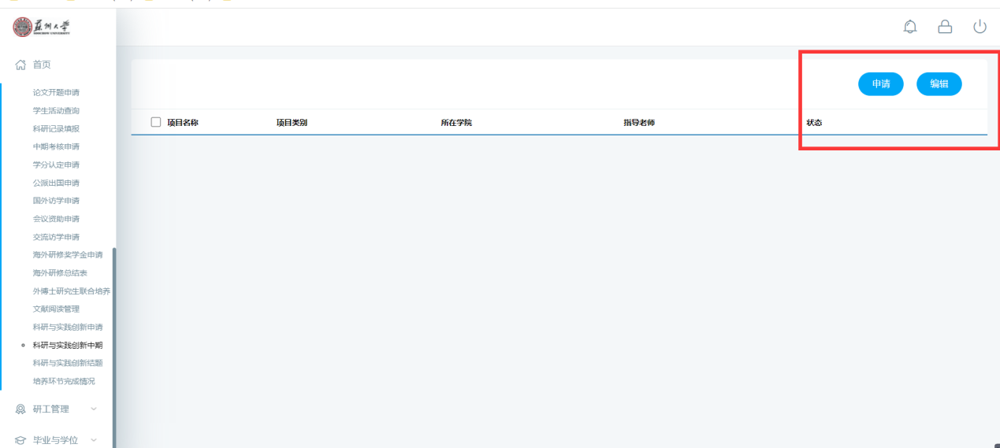 蘇州大學
SOOCHOW UNIVERSITY
首页
申请 编辑
论文开题申请
学生活动查询
项目名称 项目类别 所在学院 指导老师 状态
科研记录填报
中期考核申请
学分认定申请
公派出国申请
国外访学申请
会议资助申请
交流访学申请
海外研修奖学金申请
海外研修总结表
外博士研究生联合培养
文献阅读管理
科研与实践创新申请
科研与实践创新中期
科研与实践创新结题
培养环节完成情况
研工管理
毕业与学位